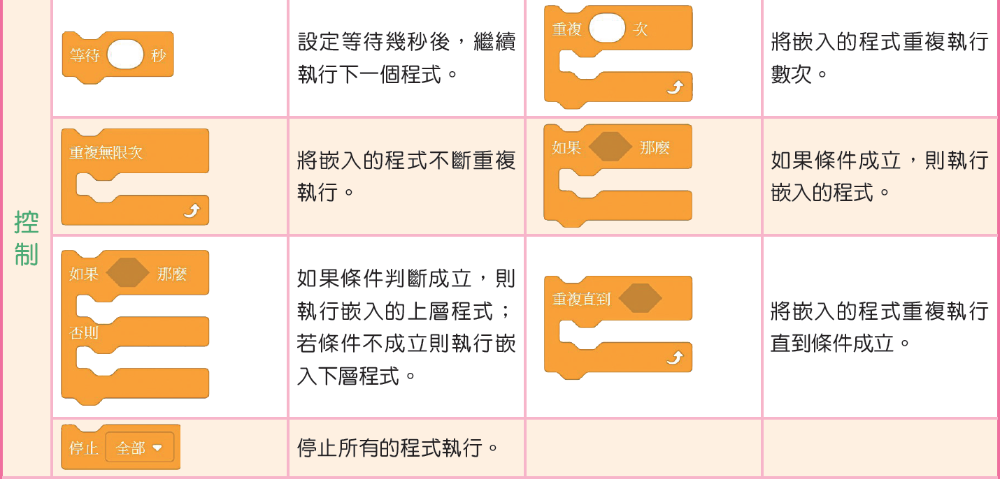 控制
等待 秒
設定等待幾秒後，繼續
執行下一個程式。
重複 次
將嵌入的程式重複執行
數次。
重複無限次
將嵌入的程式不斷重複
執行。
如果 那麼
如果條件成立，則執行
嵌入的程式。
如果 那麼
否則
如果條件判斷成立，則
執行嵌入的上層程式；
若條件不成立則執行嵌
入下層程式。
重複直到
將嵌入的程式重複執行
直到條件成立。
停止 全部
停止所有的程式執行。